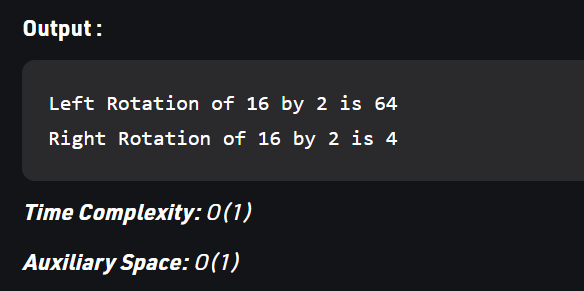 Output :
Left Rotation of 16 by 2 is 64
Right Rotation of 16 by 2 is 4
Time Complexity: O(1)
Auxiliary Space: O(1)